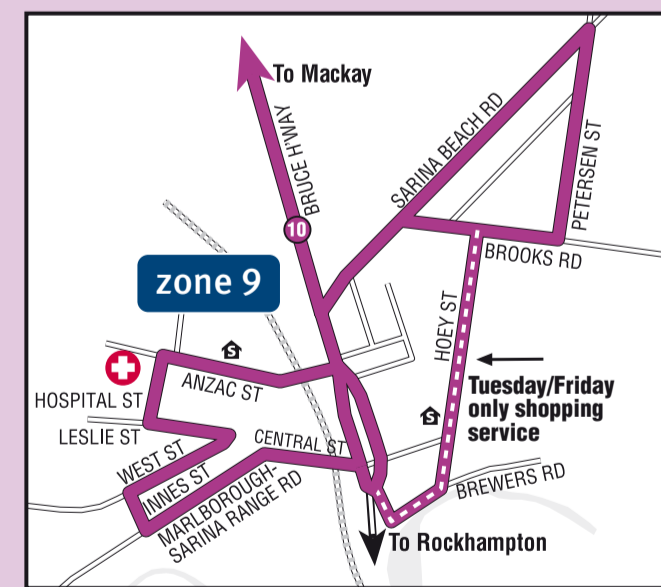 To Mackay
BRUCE H'WAY
SARINA BEACH RD
PETERSEN ST
10
BROOKS RD
zone 9
HOEY ST
S
ANZAC ST
HOSPITAL ST
Tuesday/Friday
only shopping
service
S
LESLIE ST
CENTRAL ST
WEST ST
INNES ST
MARLBOROUGH-
SARINA RANGE RD
BREWERS RD
To Rockhampton